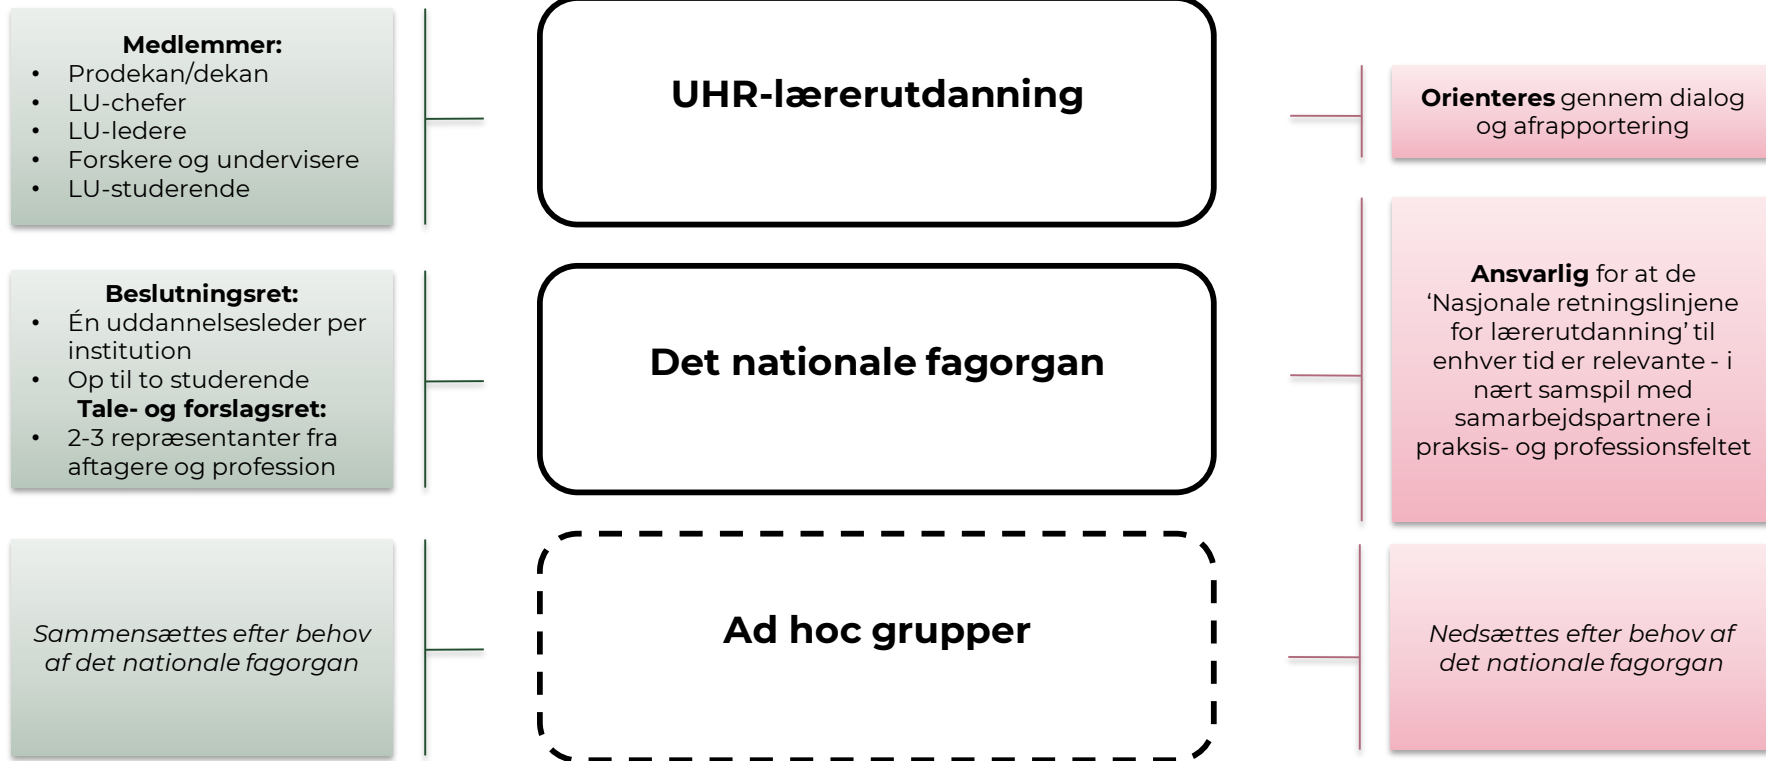 Medlemmer:
• Prodekan/dekan
• LU-chefer
• LU-ledere
• Forskere og undervisere
• LU-studerende
UHR-lærerutdanning
Orienteres gennem dialog
og afrapportering
Beslutningsret:
• Én uddannelsesleder per
institution
• Op til to studerende
Tale- og forslagsret:
• 2-3 repræsentanter fra
aftagere og profession
Det nationale fagorgan
Ansvarlig for at de
‘Nasjonale retningslinjene
for lærerutdanning’ til
enhver tid er relevante - i
nært samspil med
samarbejdspartnere i
praksis- og professionsfeltet
Sammensættes efter behov
af det nationale fagorgan
Ad hoc grupper
Nedsættes efter behov af
det nationale fagorgan